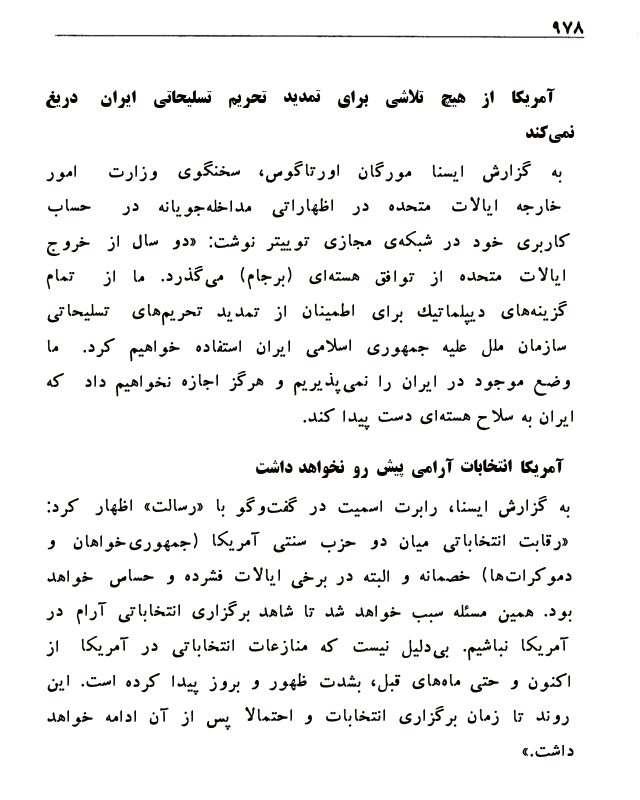 ۹۷۸
آمریکا از هیچ تلاشی برای تمدید تحریم تسلیحاتی ایران دریغ
نمی‌کند
به گزارش ایسنا مورگان اورتاگوس، سخنگوی وزارت امور
خارجه ایالات متحده در اظهاراتی مداخله‌جویانه در حساب
کاربری خود در شبکه‌ی مجازی توییتر نوشت: «دو سال از خروج
ایالات متحده از توافق هسته‌ای (برجام) می‌گذرد. ما از تمام
گزینه‌های دیپلماتیك برای اطمینان از تمدید تحریم‌های تسلیحاتی
سازمان ملل علیه جمهوری اسلامی ایران استفاده خواهیم کرد. ما
وضع موجود در ایران را نمی‌پذیریم و هرگز اجازه نخواهیم داد که
ایران به سلاح هسته‌ای دست پیدا کند.
آمریکا انتخابات آرامی پیش رو نخواهد داشت
به گزارش ایسنا، رابرت اسمیت در گفت‌وگو با «رسالت» اظهار کرد:
«رقابت انتخاباتی میان دو حزب سنتی آمریکا (جمهوری‌خواهان و
دموکرات‌ها) خصمانه و البته در برخی ایالات فشرده و حساس خواهد
بود. همین مسئله سبب خواهد شد تا شاهد برگزاری انتخاباتی آرام در
آمریکا نباشیم. بی‌دلیل نیست که منازعات انتخاباتی در آمریکا از
اکنون و حتی ماه‌های قبل، بشدت ظهور و بروز پیدا کرده است. این
روند تا زمان برگزاری انتخابات و احتمالا پس از آن ادامه خواهد
داشت.»